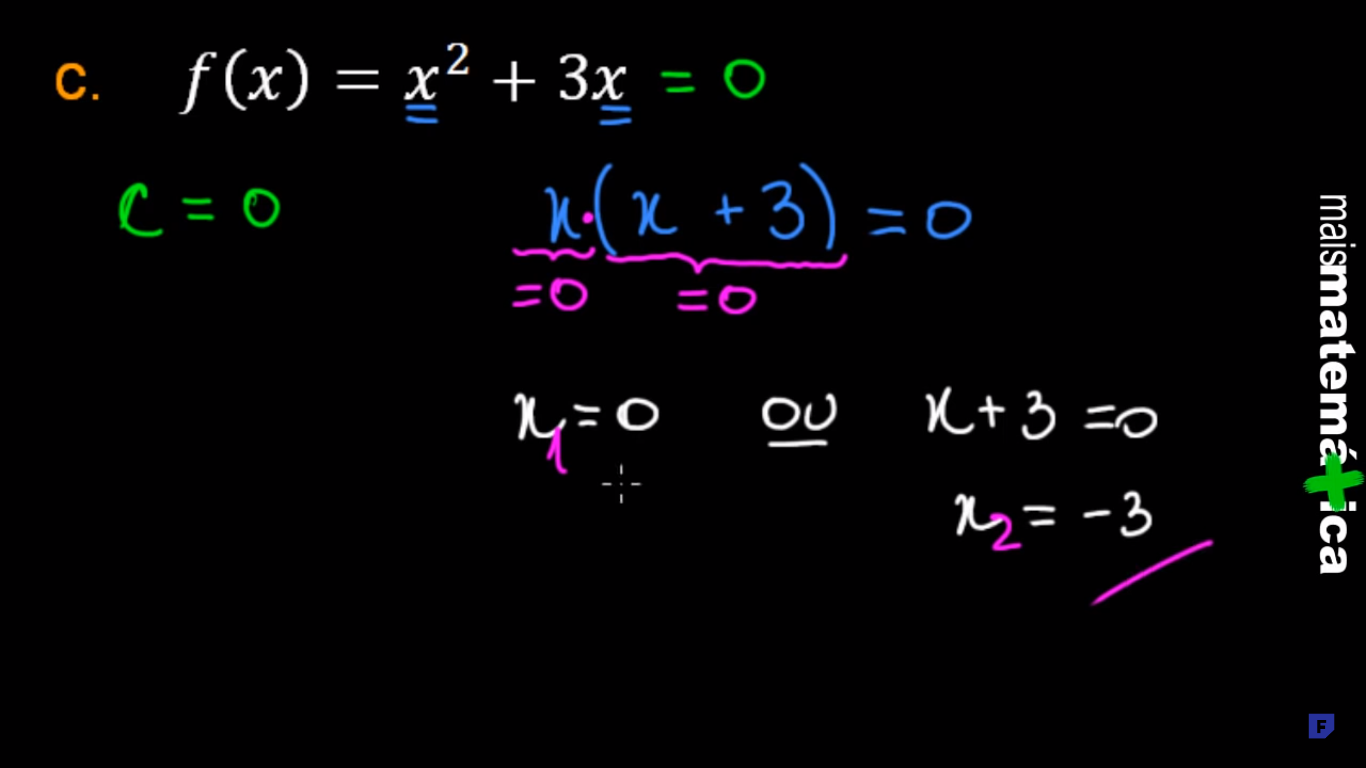 c. f(x) = x² + 3x = 0
C = 0
x·(x + 3) = 0
=0 =0
x₁ = 0 ou x + 3 = 0
x₂ = -3
maismatemática
F